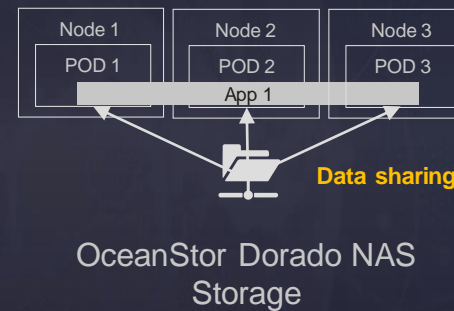 Node 1
Node 2
Node 3
POD 1
POD 2
POD 3
App 1
Data sharing
OceanStor Dorado NAS
Storage